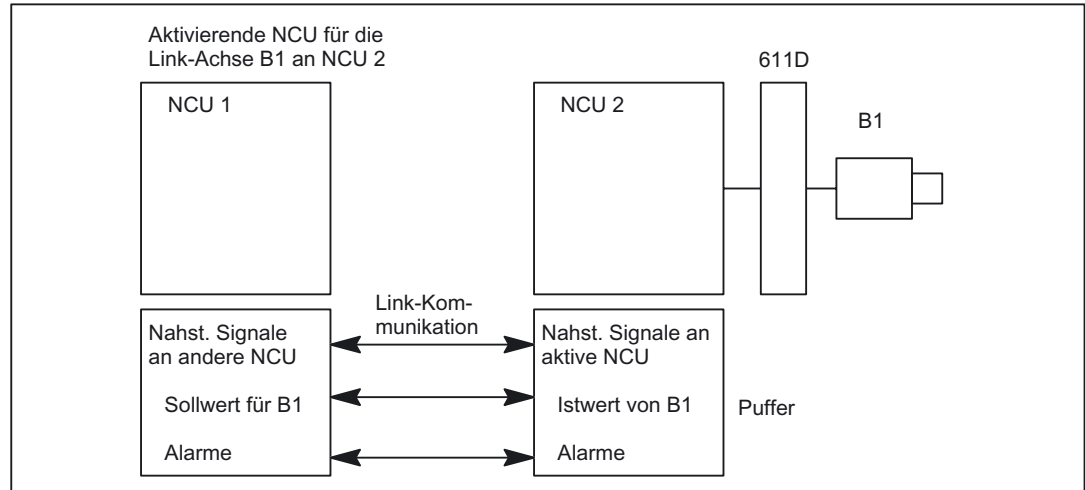 Aktivierende NCU für die
Link-Achse B1 an NCU 2
611D
NCU 1
NCU 2
B1
Link-Kom-
munikation
Nahst. Signale
an andere NCU
Nahst. Signale an
aktive NCU
Sollwert für B1
Istwert von B1
Puffer
Alarme
Alarme